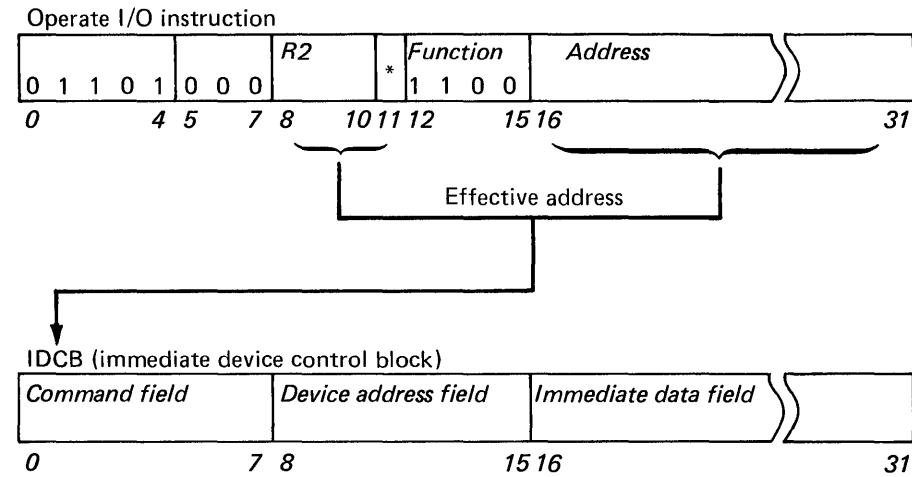 Operate I/O instruction
R2 Function Address
0 1 1 0 1 0 0 0 * 1 1 0 0
0 4 5 7 8 10 11 12 15 16 31
Effective address
IDCB (immediate device control block)
Command field Device address field Immediate data field
0 7 8 15 16 31